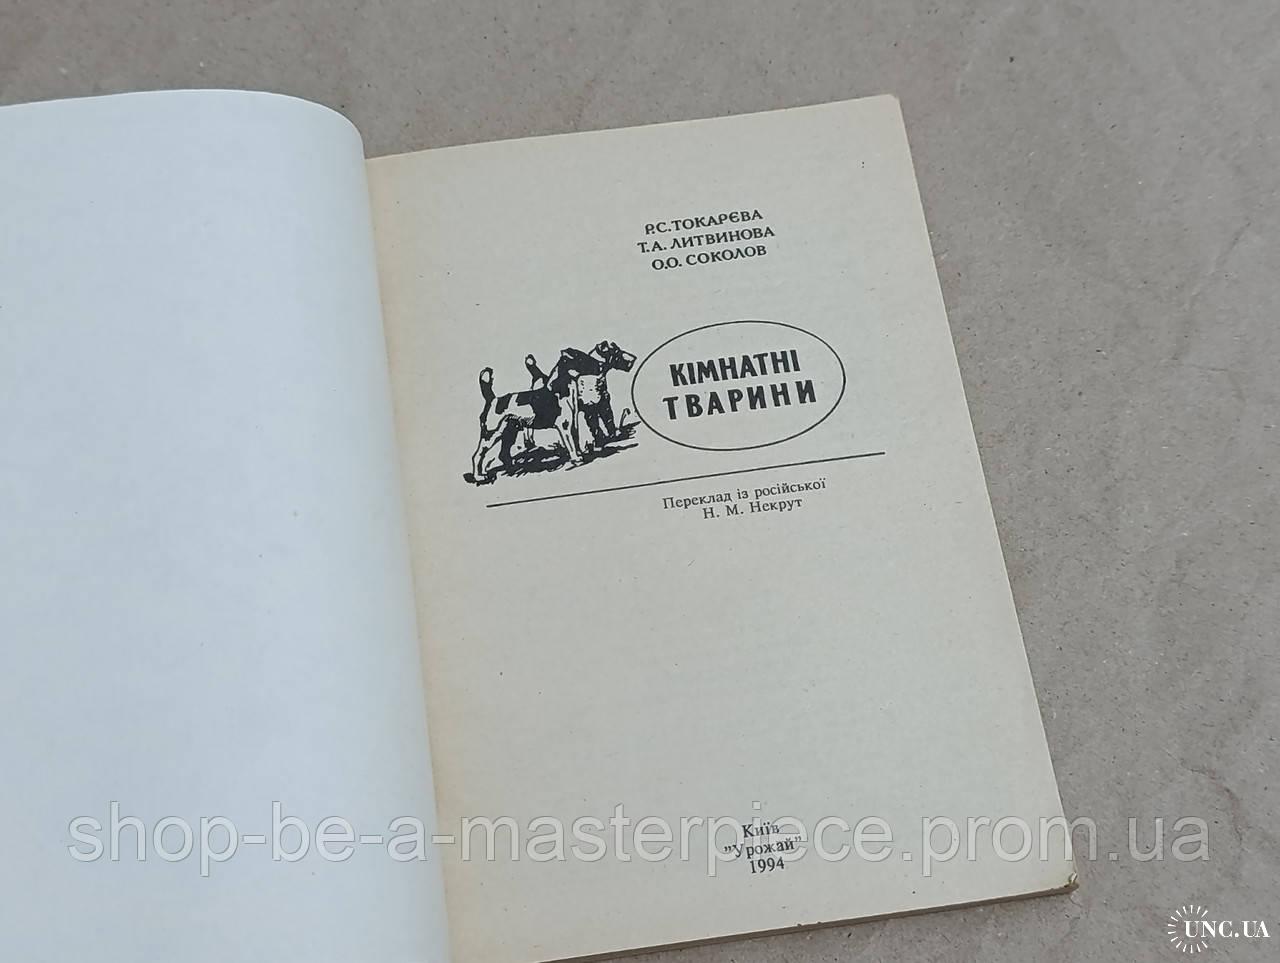 Р.С.ТОКАРЄВА
Т.А.ЛИТВИНОВА
О.О. СОКОЛОВ
КІМНАТНІ
ТВАРИНИ
Переклад із російської
Н. М. Некрут
Київ
"Урожай"
1994
shop-be-a-masterpiece.prom.ua
UNC.UA